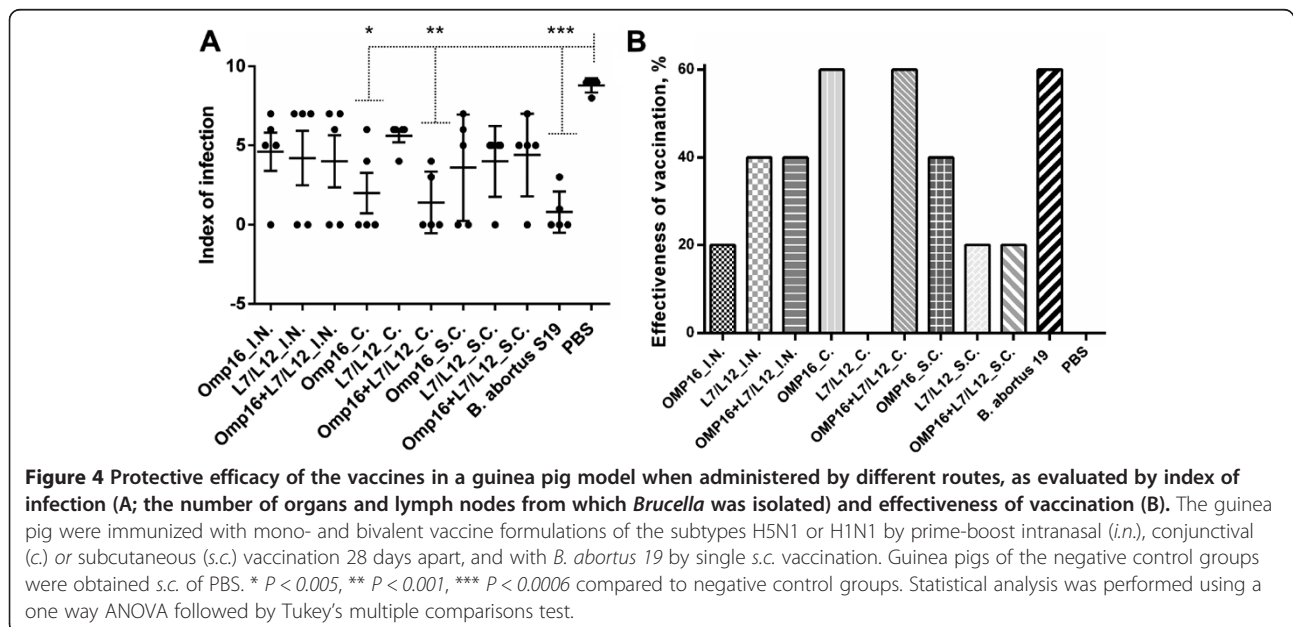 A
* ** ***
10
5
0
-5
Index of infection
Omp16_I.N.
L7/L12_I.N.
Omp16+L7/L12_I.N.
Omp16_C.
L7/L12_C.
Omp16+L7/L12_C.
Omp16_S.C.
L7/L12_S.C.
Omp16+L7/L12_S.C.
B. abortus S19
PBS
B
60
40
20
0
Effectiveness of vaccination, %
OMP16_I.N.
L7/L12_I.N.
OMP16+L7/L12_I.N.
OMP16_C.
L7/L12_C.
OMP16+L7/L12_C.
OMP16_S.C.
L7/L12_S.C.
OMP16+L7/L12_S.C.
B. abortus 19
PBS
Figure 4 Protective efficacy of the vaccines in a guinea pig model when administered by different routes, as evaluated by index of
infection (A; the number of organs and lymph nodes from which Brucella was isolated) and effectiveness of vaccination (B). The guinea
pig were immunized with mono- and bivalent vaccine formulations of the subtypes H5N1 or H1N1 by prime-boost intranasal (i.n.), conjunctival
(c.) or subcutaneous (s.c.) vaccination 28 days apart, and with B. abortus 19 by single s.c. vaccination. Guinea pigs of the negative control groups
were obtained s.c. of PBS. * P < 0.005, ** P < 0.001, *** P < 0.0006 compared to negative control groups. Statistical analysis was performed using a
one way ANOVA followed by Tukey's multiple comparisons test.